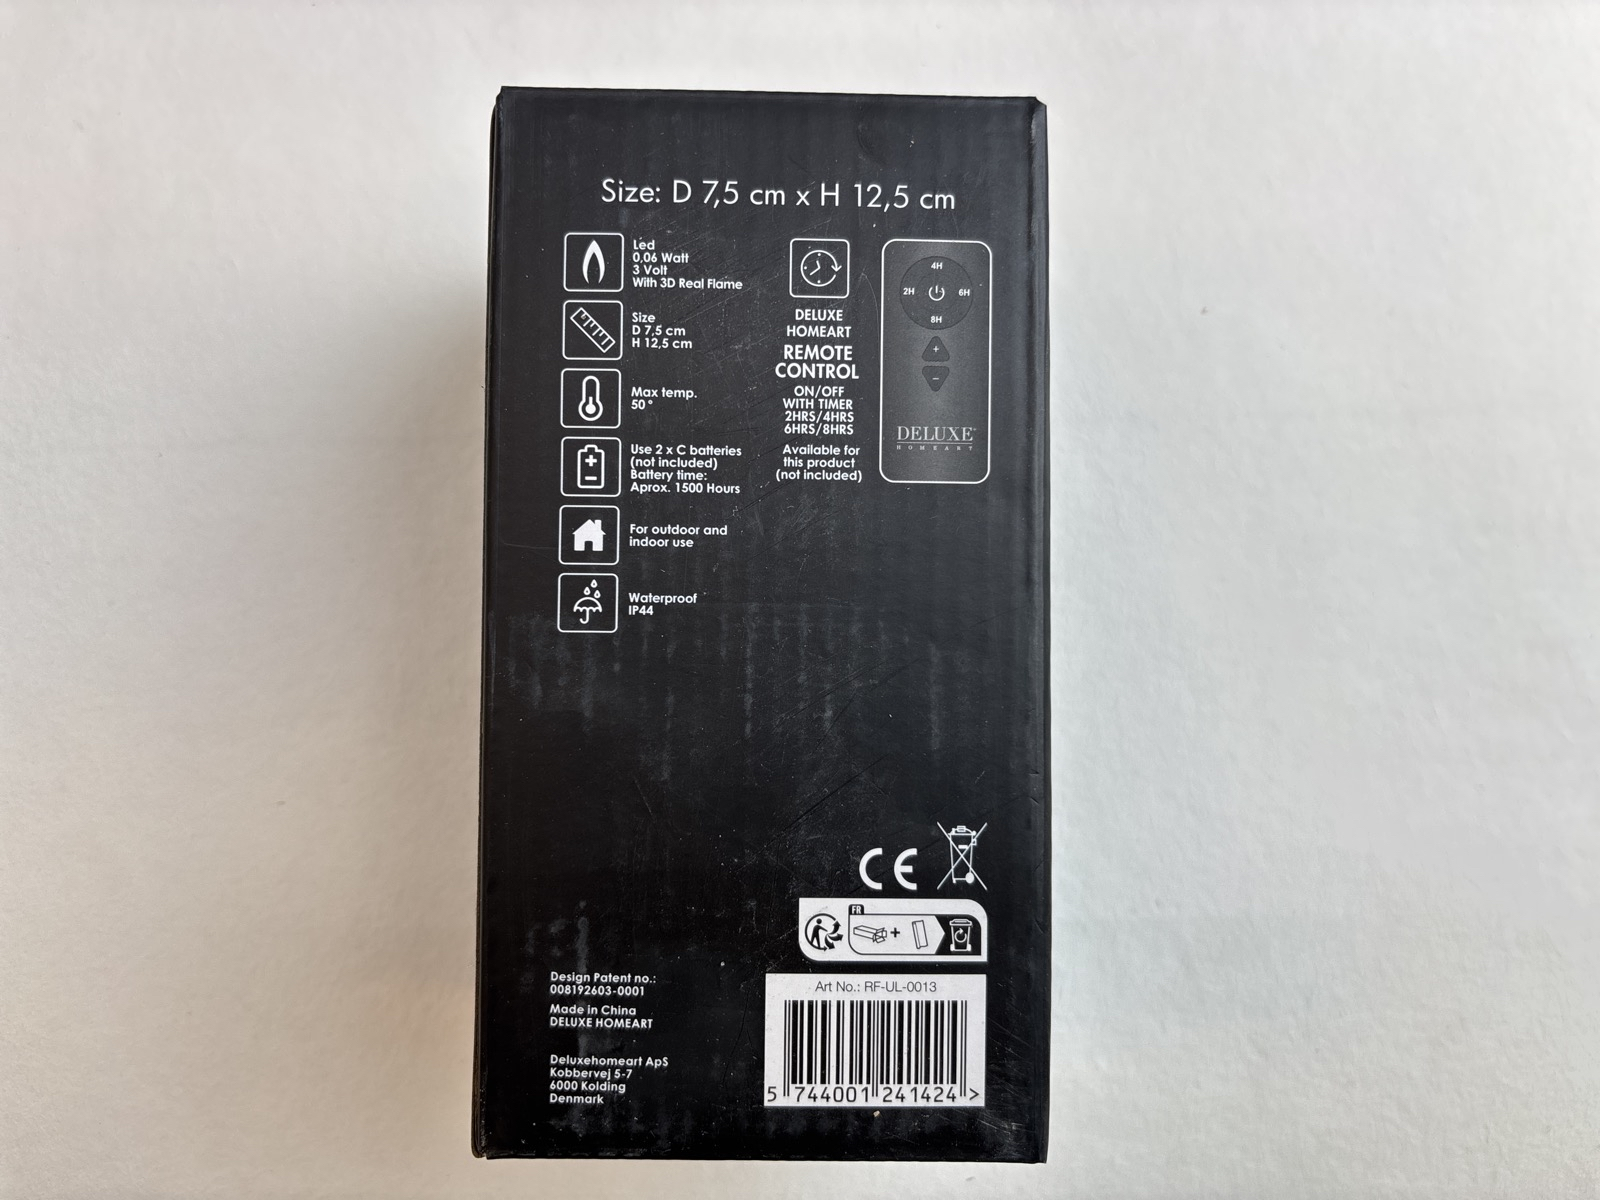 Size: D 7,5 cm x H 12,5 cm
Led
0,06 Watt
3 Volt
With 3D Real Flame
Size
D 7,5 cm
H 12,5 cm
Max temp.
50°
Use 2 x C batteries
(not included)
Battery time:
Aprox. 1500 Hours
For outdoor and
indoor use
Waterproof
IP44
DELUXE
HOMEART
REMOTE
CONTROL
ON/OFF
WITH TIMER
2HRS/4HRS
6HRS/8HRS
Available for
this product
(not included)
4H
2H 6H
8H
+
−
DELUXE
HOMEART
CE
FR
+
Design Patent no.:
008192603-0001
Made in China
DELUXE HOMEART
Deluxehomeart ApS
Kobbervej 5-7
6000 Kolding
Denmark
Art No.: RF-UL-0013
5 744001 241424 >